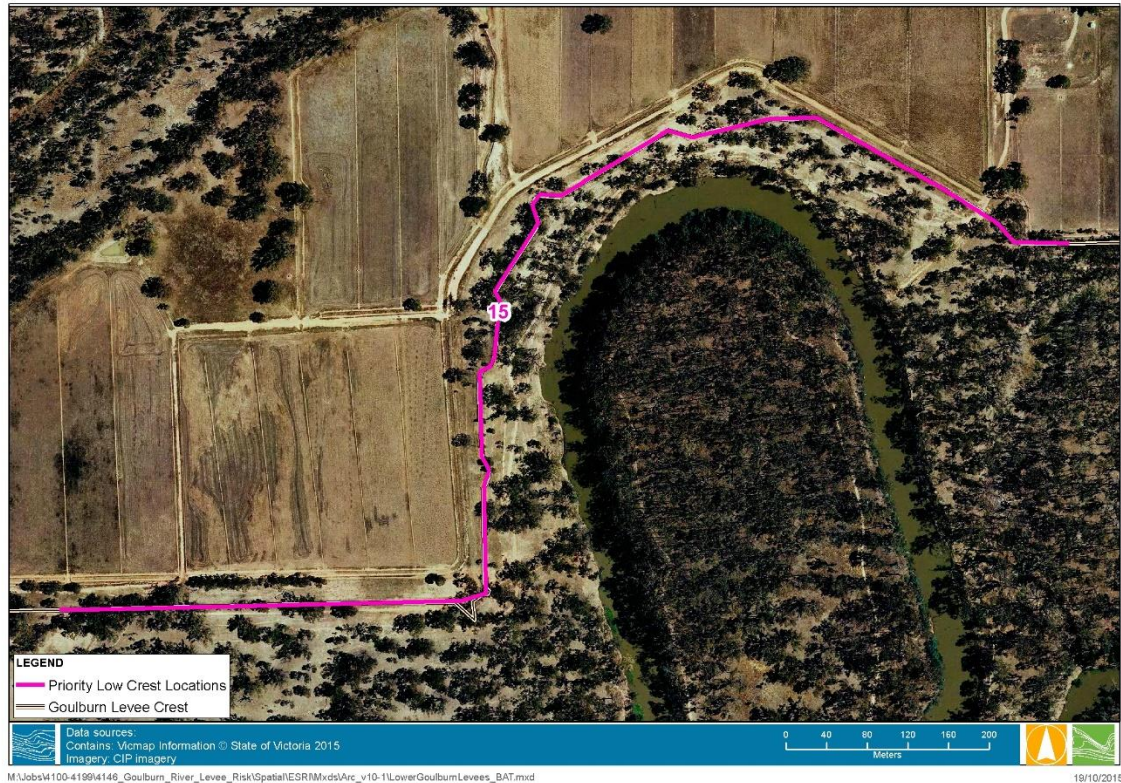 15
LEGEND
Priority Low Crest Locations
Goulburn Levee Crest
Data sources:
Contains: Vicmap Information © State of Victoria 2015
Imagery: CIP imagery
0 40 80 120 160 200
Meters
M:\Jobs\4100-4199\4146_Goulburn_River_Levee_Risk\Spatial\ESRI\Mxds\Arc_v10-1\LowerGoulburnLevees_BAT.mxd
19/10/2015